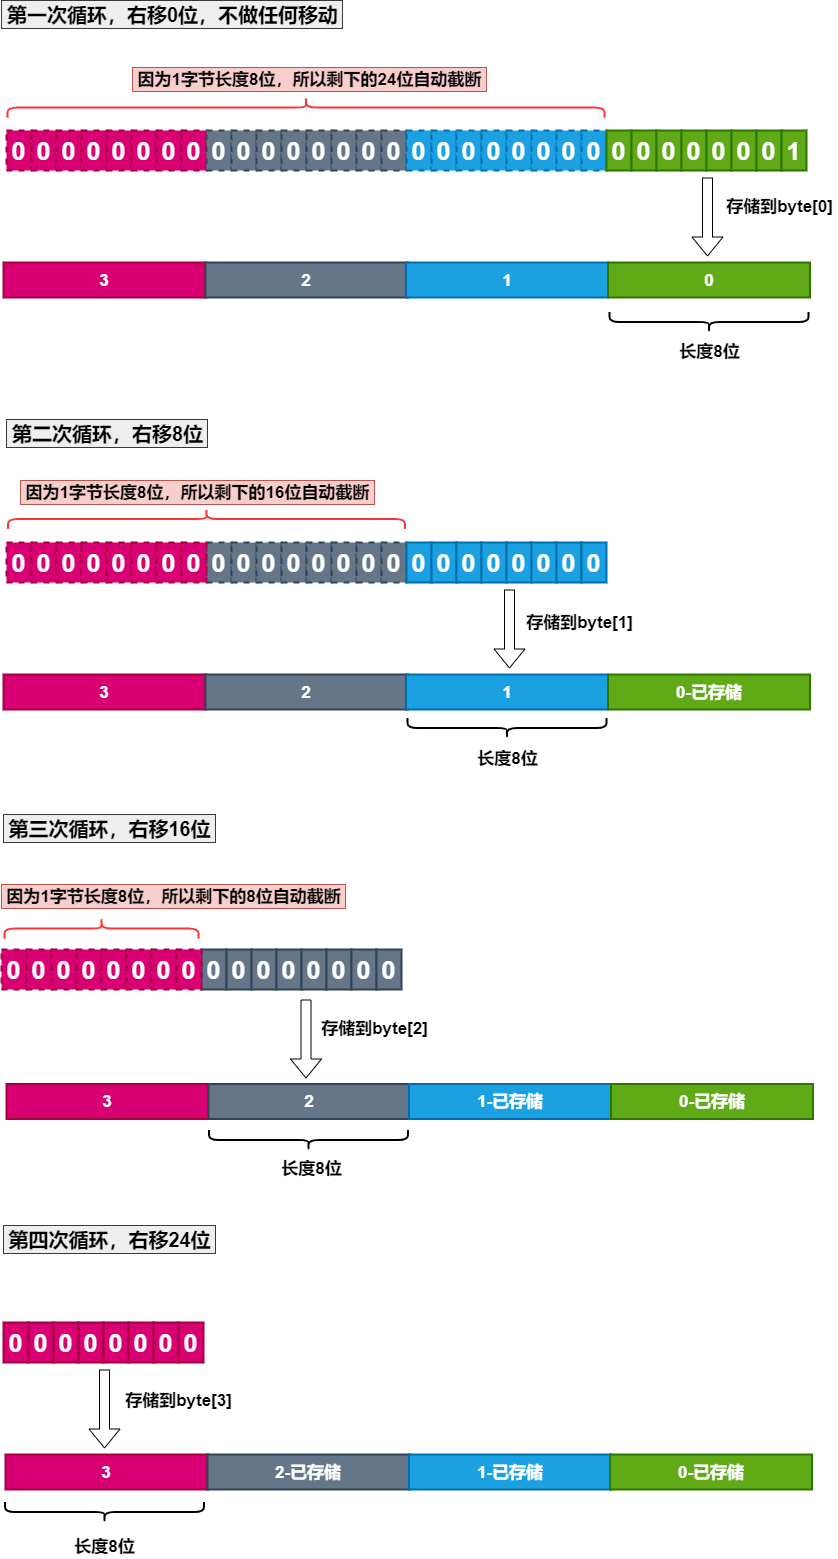 第一次循环，右移0位，不做任何移动
因为1字节长度8位，所以剩下的24位自动截断
0 0 0 0 0 0 0 0 0 0 0 0 0 0 0 0 0 0 0 0 0 0 0 0 0 0 0 0 0 0 0 1
存储到byte[0]
3 2 1 0
长度8位
第二次循环，右移8位
因为1字节长度8位，所以剩下的16位自动截断
0 0 0 0 0 0 0 0 0 0 0 0 0 0 0 0 0 0 0 0 0 0 0 0
存储到byte[1]
3 2 1 0-已存储
长度8位
第三次循环，右移16位
因为1字节长度8位，所以剩下的8位自动截断
0 0 0 0 0 0 0 0 0 0 0 0 0 0 0 0
存储到byte[2]
3 2 1-已存储 0-已存储
长度8位
第四次循环，右移24位
0 0 0 0 0 0 0 0
存储到byte[3]
3 2-已存储 1-已存储 0-已存储
长度8位